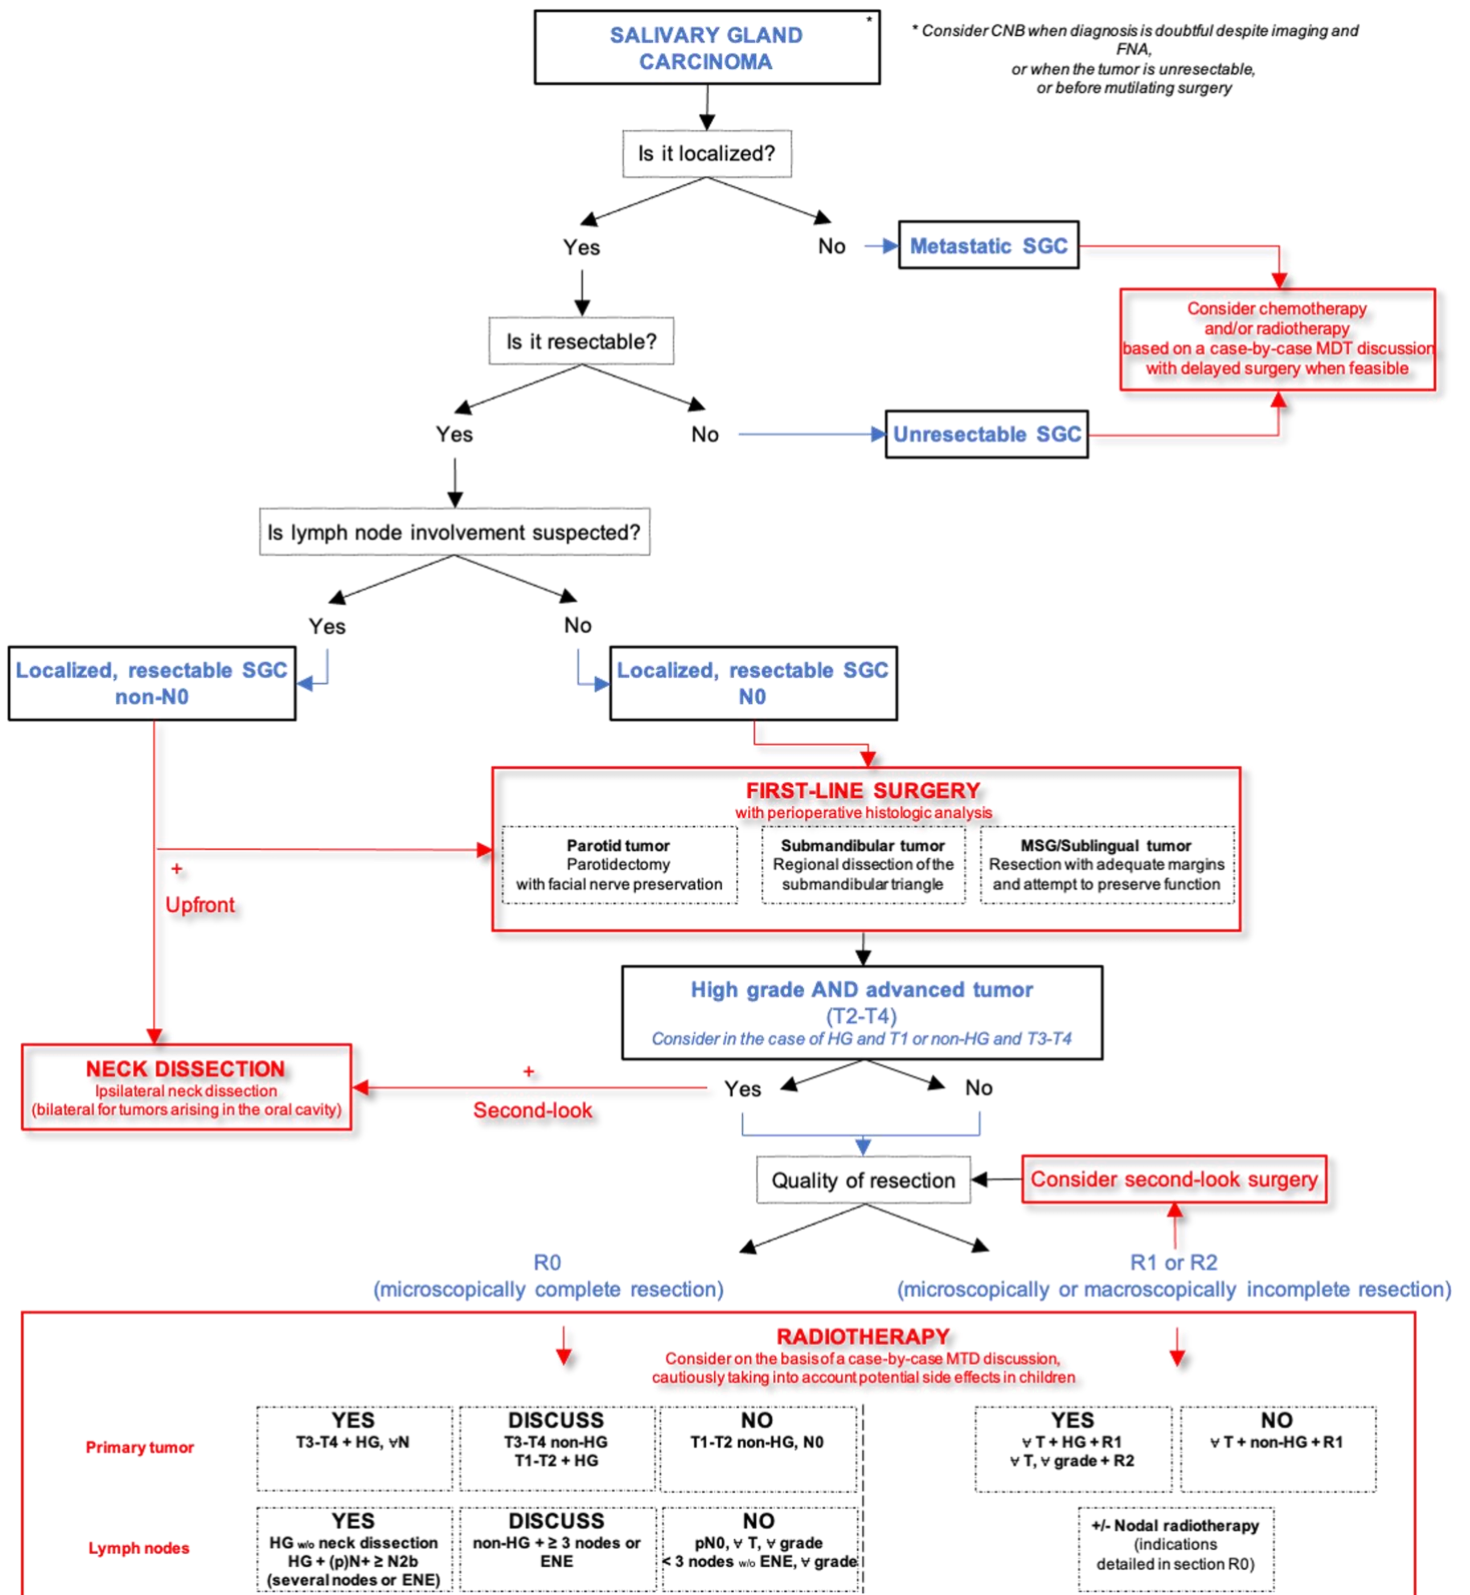 SALIVARY GLAND
CARCINOMA
*
* Consider CNB when diagnosis is doubtful despite imaging and
FNA,
or when the tumor is unresectable,
or before mutilating surgery
Is it localized?
Yes
No
Metastatic SGC
Consider chemotherapy
and/or radiotherapy
based on a case-by-case MDT discussion
with delayed surgery when feasible
Is it resectable?
Yes
No
Unresectable SGC
Is lymph node involvement suspected?
Yes
No
Localized, resectable SGC
non-N0
Localized, resectable SGC
N0
FIRST-LINE SURGERY
with perioperative histologic analysis
Parotid tumor
Parotidectomy
with facial nerve preservation
Submandibular tumor
Regional dissection of the
submandibular triangle
MSG/Sublingual tumor
Resection with adequate margins
and attempt to preserve function
+
Upfront
High grade AND advanced tumor
(T2-T4)
Consider in the case of HG and T1 or non-HG and T3-T4
NECK DISSECTION
Ipsilateral neck dissection
(bilateral for tumors arising in the oral cavity)
+
Second-look
Yes
No
Quality of resection
Consider second-look surgery
R0
(microscopically complete resection)
R1 or R2
(microscopically or macroscopically incomplete resection)
RADIOTHERAPY
Consider on the basis of a case-by-case MTD discussion,
cautiously taking into account potential side effects in children
Primary tumor
YES
T3-T4 + HG, ∀N
DISCUSS
T3-T4 non-HG
T1-T2 + HG
NO
T1-T2 non-HG, N0
YES
∀ T + HG + R1
∀ T, ∀ grade + R2
NO
∀ T + non-HG + R1
Lymph nodes
YES
HG w/o neck dissection
HG + (p)N+ ≥ N2b
(several nodes or ENE)
DISCUSS
non-HG + ≥ 3 nodes or
ENE
NO
pN0, ∀ T, ∀ grade
< 3 nodes w/o ENE, ∀ grade
+/- Nodal radiotherapy
(indications
detailed in section R0)